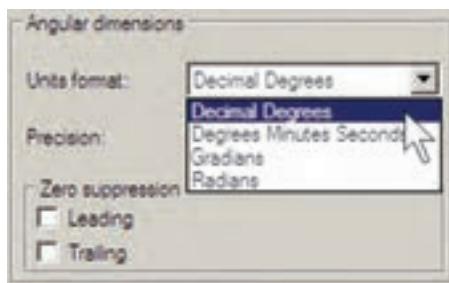 Angular dimensions
Units format: Decimal Degrees
Decimal Degrees
Precision: Degrees Minutes Seconds
Gradians
Radians
Zero suppression
Leading
Trailing